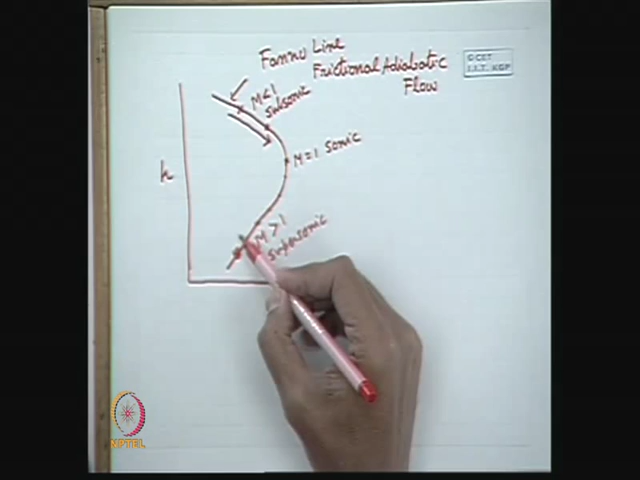 Fanno Line
Frictional Adiabatic
Flow
© CET
I.I.T. KGP
M<1
subsonic
M=1 sonic
h
M>1
supersonic
NPTEL